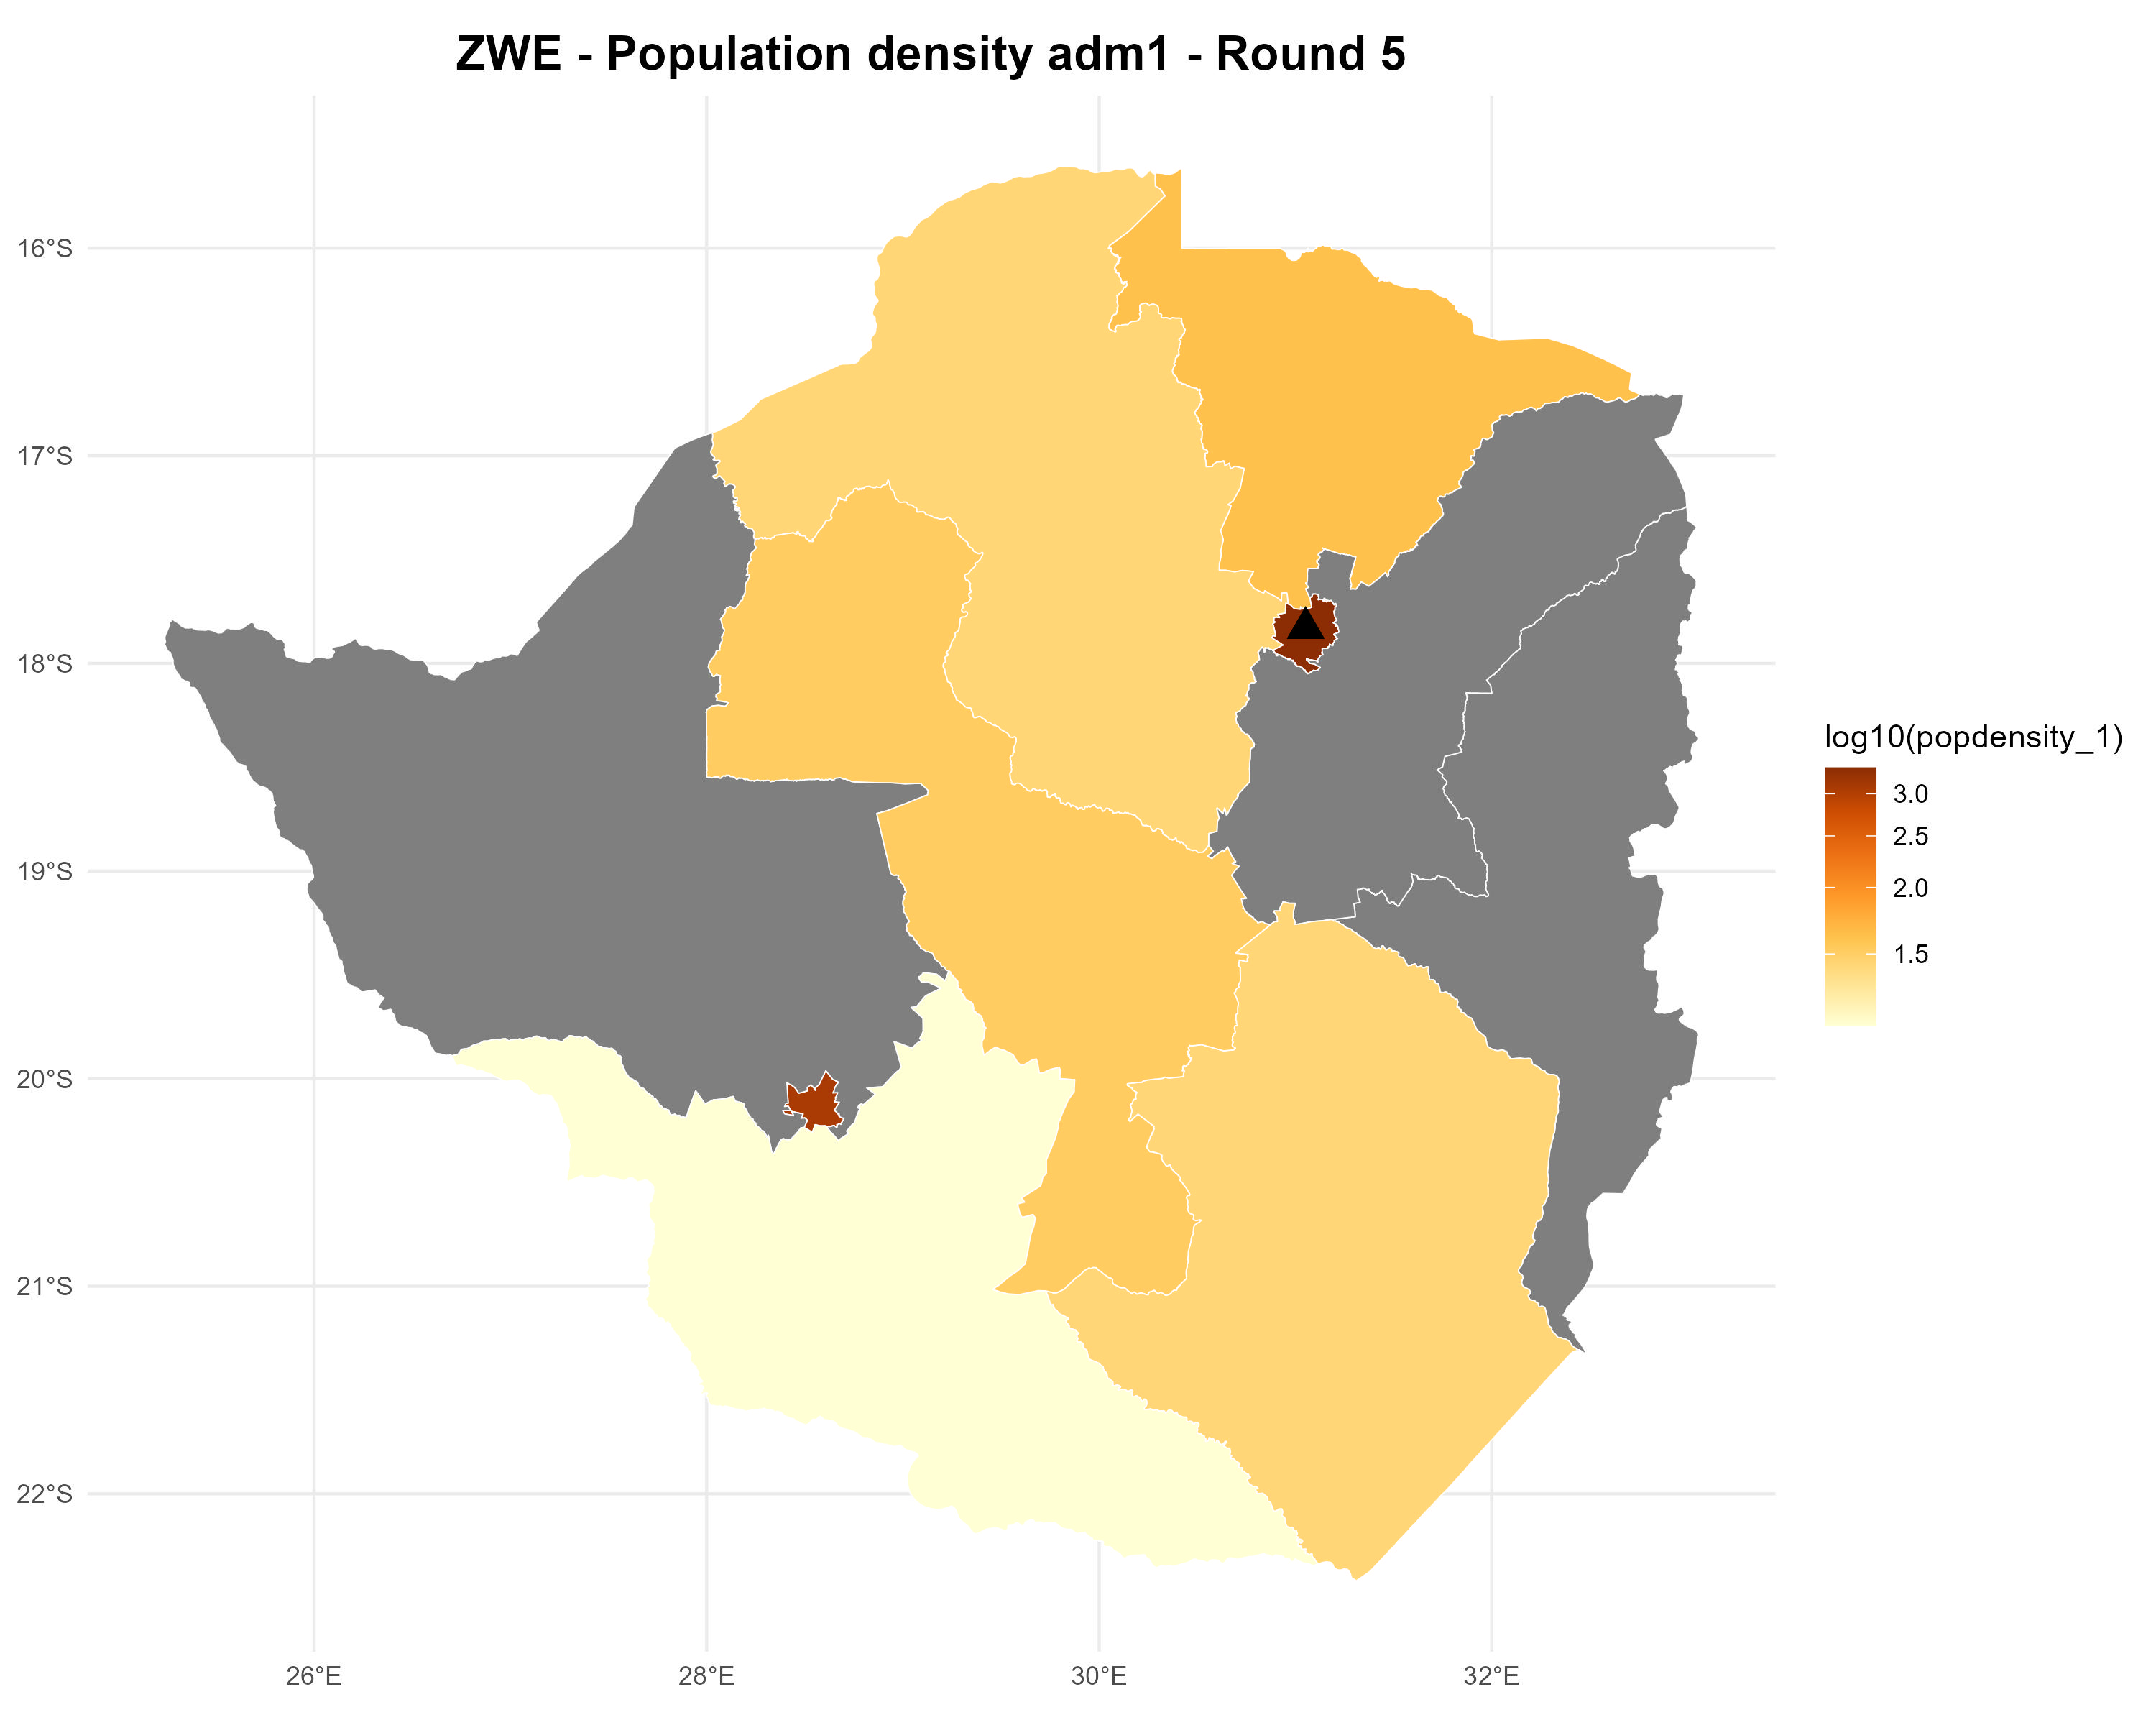 ZWE - Population density adm1 - Round 5
16°S
17°S
18°S
19°S
20°S
21°S
22°S
26°E
28°E
30°E
32°E
log10(popdensity_1)
3.0
2.5
2.0
1.5